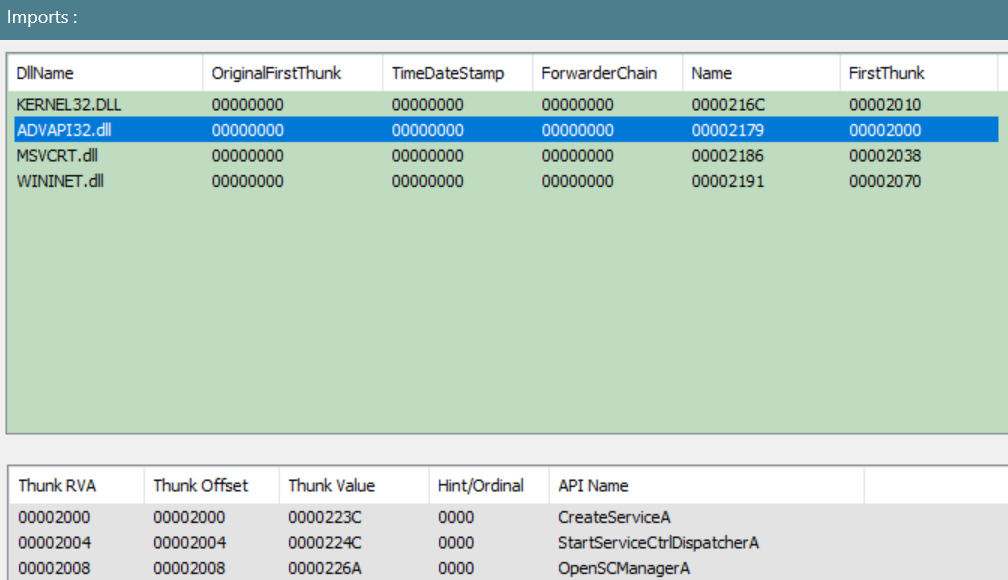 Imports :
DllName OriginalFirstThunk TimeDateStamp ForwarderChain Name FirstThunk
KERNEL32.DLL 00000000 00000000 00000000 0000216C 00002010
ADVAPI32.dll 00000000 00000000 00000000 00002179 00002000
MSVCRT.dll 00000000 00000000 00000000 00002186 00002038
WININET.dll 00000000 00000000 00000000 00002191 00002070
Thunk RVA Thunk Offset Thunk Value Hint/Ordinal API Name
00002000 00002000 0000223C 0000 CreateServiceA
00002004 00002004 0000224C 0000 StartServiceCtrlDispatcherA
00002008 00002008 0000226A 0000 OpenSCManagerA